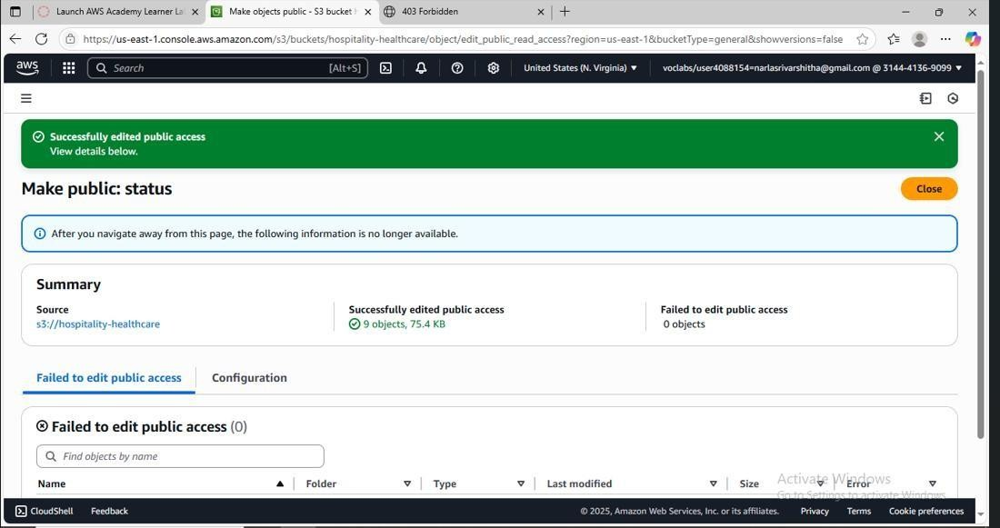 Launch AWS Academy Learner La
Make objects public - S3 bucket
403 Forbidden
https://us-east-1.console.aws.amazon.com/s3/buckets/hospitality-healthcare/object/edit_public_read_access?region=us-east-1&bucketType=general&showversions=false
aws
Search
[Alt+S]
United States (N. Virginia)
voclabs/user4088154=narlasrivarshitha@gmail.com @ 3144-4136-9099
Successfully edited public access
View details below.
Make public: status
Close
After you navigate away from this page, the following information is no longer available.
Summary
Source
Successfully edited public access
Failed to edit public access
s3://hospitality-healthcare
9 objects, 75.4 KB
0 objects
Failed to edit public access
Configuration
Failed to edit public access (0)
Find objects by name
Name
Folder
Type
Last modified
Size
Error
Activate Windows
Go to Settings to activate Windows.
CloudShell
Feedback
© 2025, Amazon Web Services, Inc. or its affiliates.
Privacy
Terms
Cookie preferences